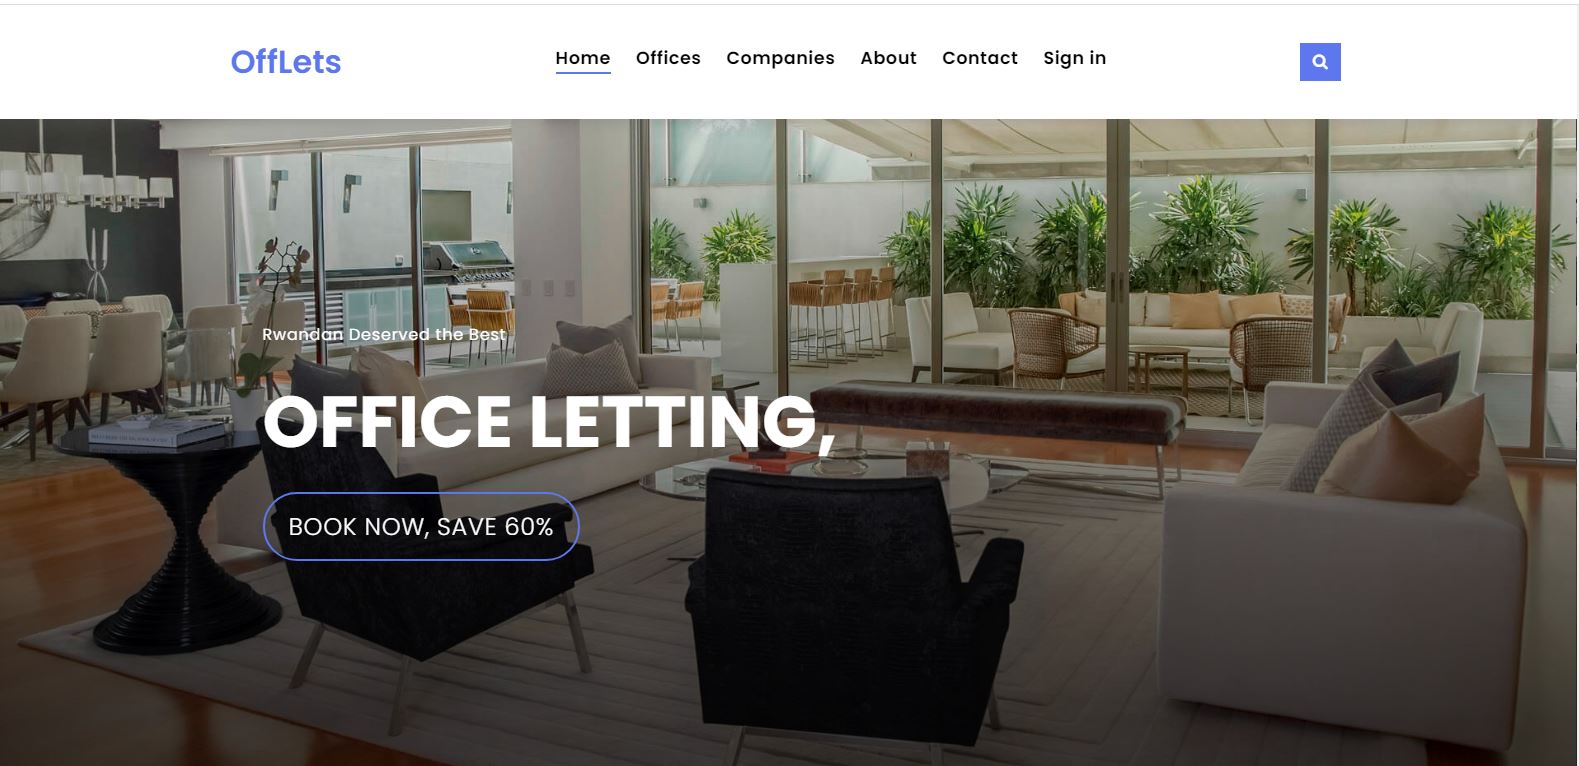 OffLets
Home Offices Companies About Contact Sign in
Rwandan Deserved the Best
OFFICE LETTING,
BOOK NOW, SAVE 60%